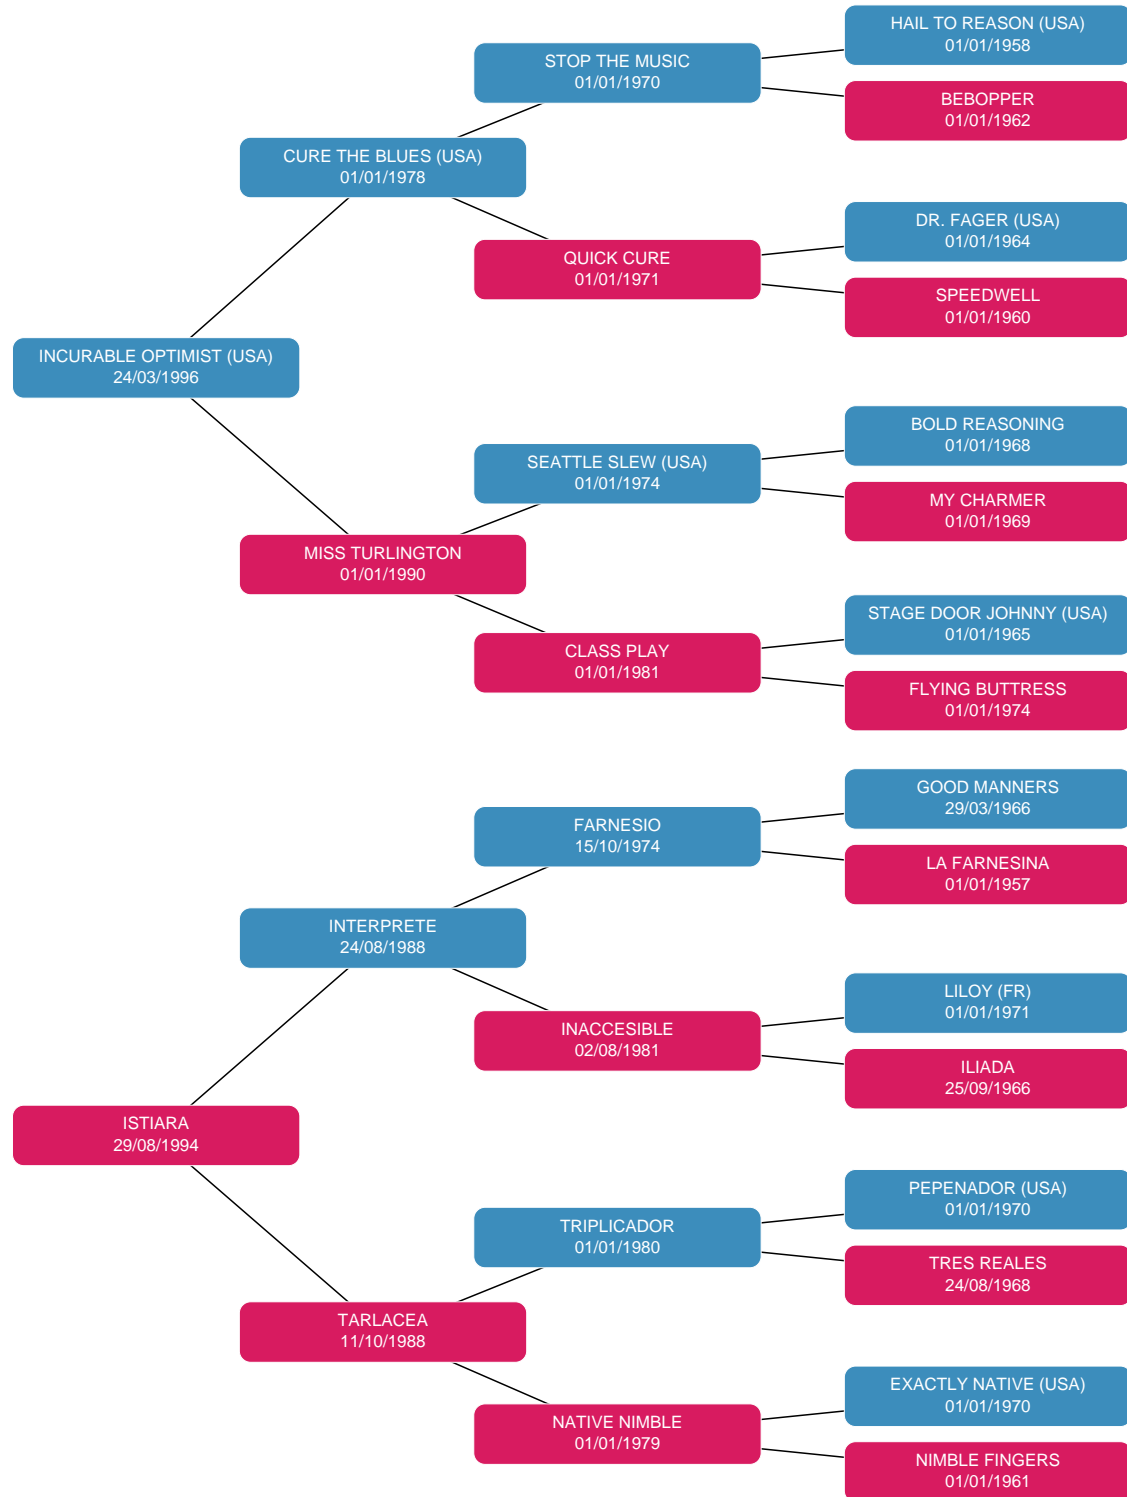 HAIL TO REASON (USA)
01/01/1958
STOP THE MUSIC
01/01/1970
BEBOPPER
01/01/1962
CURE THE BLUES (USA)
01/01/1978
DR. FAGER (USA)
01/01/1964
QUICK CURE
01/01/1971
SPEEDWELL
01/01/1960
INCURABLE OPTIMIST (USA)
24/03/1996
BOLD REASONING
01/01/1968
SEATTLE SLEW (USA)
01/01/1974
MY CHARMER
01/01/1969
MISS TURLINGTON
01/01/1990
STAGE DOOR JOHNNY (USA)
01/01/1965
CLASS PLAY
01/01/1981
FLYING BUTTRESS
01/01/1974
GOOD MANNERS
29/03/1966
FARNESIO
15/10/1974
LA FARNESINA
01/01/1957
INTERPRETE
24/08/1988
LILOY (FR)
01/01/1971
INACCESIBLE
02/08/1981
ILIADA
25/09/1966
ISTIARA
29/08/1994
PEPENADOR (USA)
01/01/1970
TRIPLICADOR
01/01/1980
TRES REALES
24/08/1968
TARLACEA
11/10/1988
EXACTLY NATIVE (USA)
01/01/1970
NATIVE NIMBLE
01/01/1979
NIMBLE FINGERS
01/01/1961